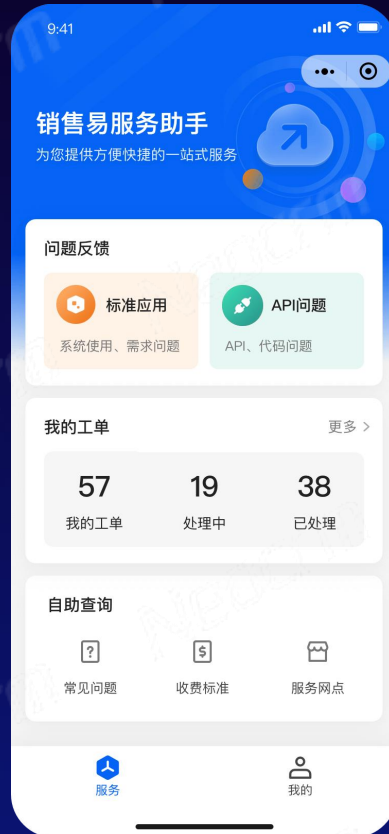 9:41
销售易服务助手
为您提供方便快捷的一站式服务
问题反馈
标准应用
系统使用、需求问题
API问题
API、代码问题
我的工单
更多 >
57
19
38
我的工单
处理中
已处理
自助查询
常见问题
收费标准
服务网点
服务
我的